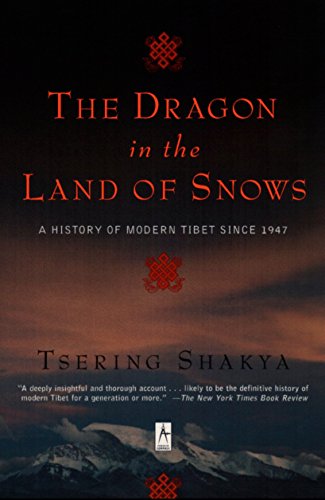 THE DRAGON
in the
LAND OF SNOWS
A HISTORY OF MODERN TIBET SINCE 1947
TSERING SHAKYA
"A deeply insightful and thorough account . . . likely to be the definitive history of
modern Tibet for a generation or more." —The New York Times Book Review